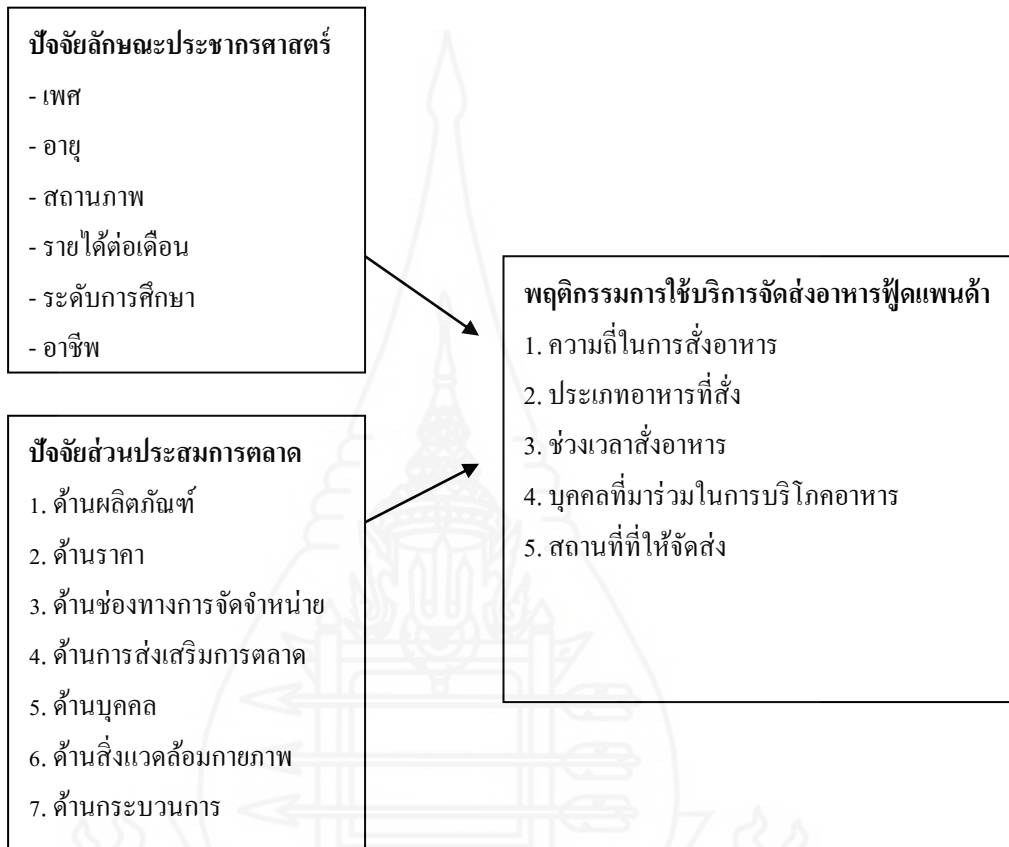 ปัจจัยลักษณะประชากรศาสตร์
- เพศ
- อายุ
- สถานภาพ
- รายได้ต่อเดือน
- ระดับการศึกษา
- อาชีพ
ปัจจัยส่วนประสมการตลาด
1. ด้านผลิตภัณฑ์
2. ด้านราคา
3. ด้านช่องทางการจัดจำหน่าย
4. ด้านการส่งเสริมการตลาด
5. ด้านบุคคล
6. ด้านสิ่งแวดล้อมกายภาพ
7. ด้านกระบวนการ
พฤติกรรมการใช้บริการจัดส่งอาหารฟู้ดแพนด้า
1. ความถี่ในการสั่งอาหาร
2. ประเภทอาหารที่สั่ง
3. ช่วงเวลาสั่งอาหาร
4. บุคคลที่มาร่วมในการบริโภคอาหาร
5. สถานที่ที่ให้จัดส่ง